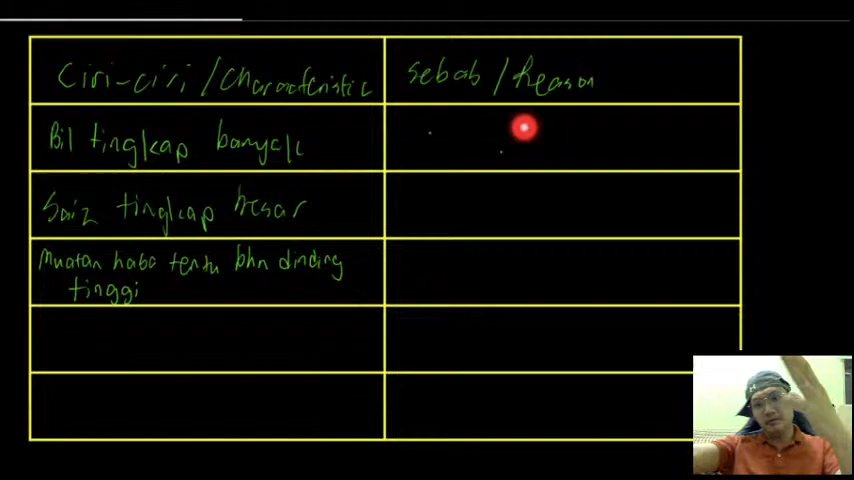 Ciri-ciri / Characteristic
Sebab / Reason
Bil tingkap banyak
Saiz tingkap besar
Muatan haba tentu bhn dinding
tinggi